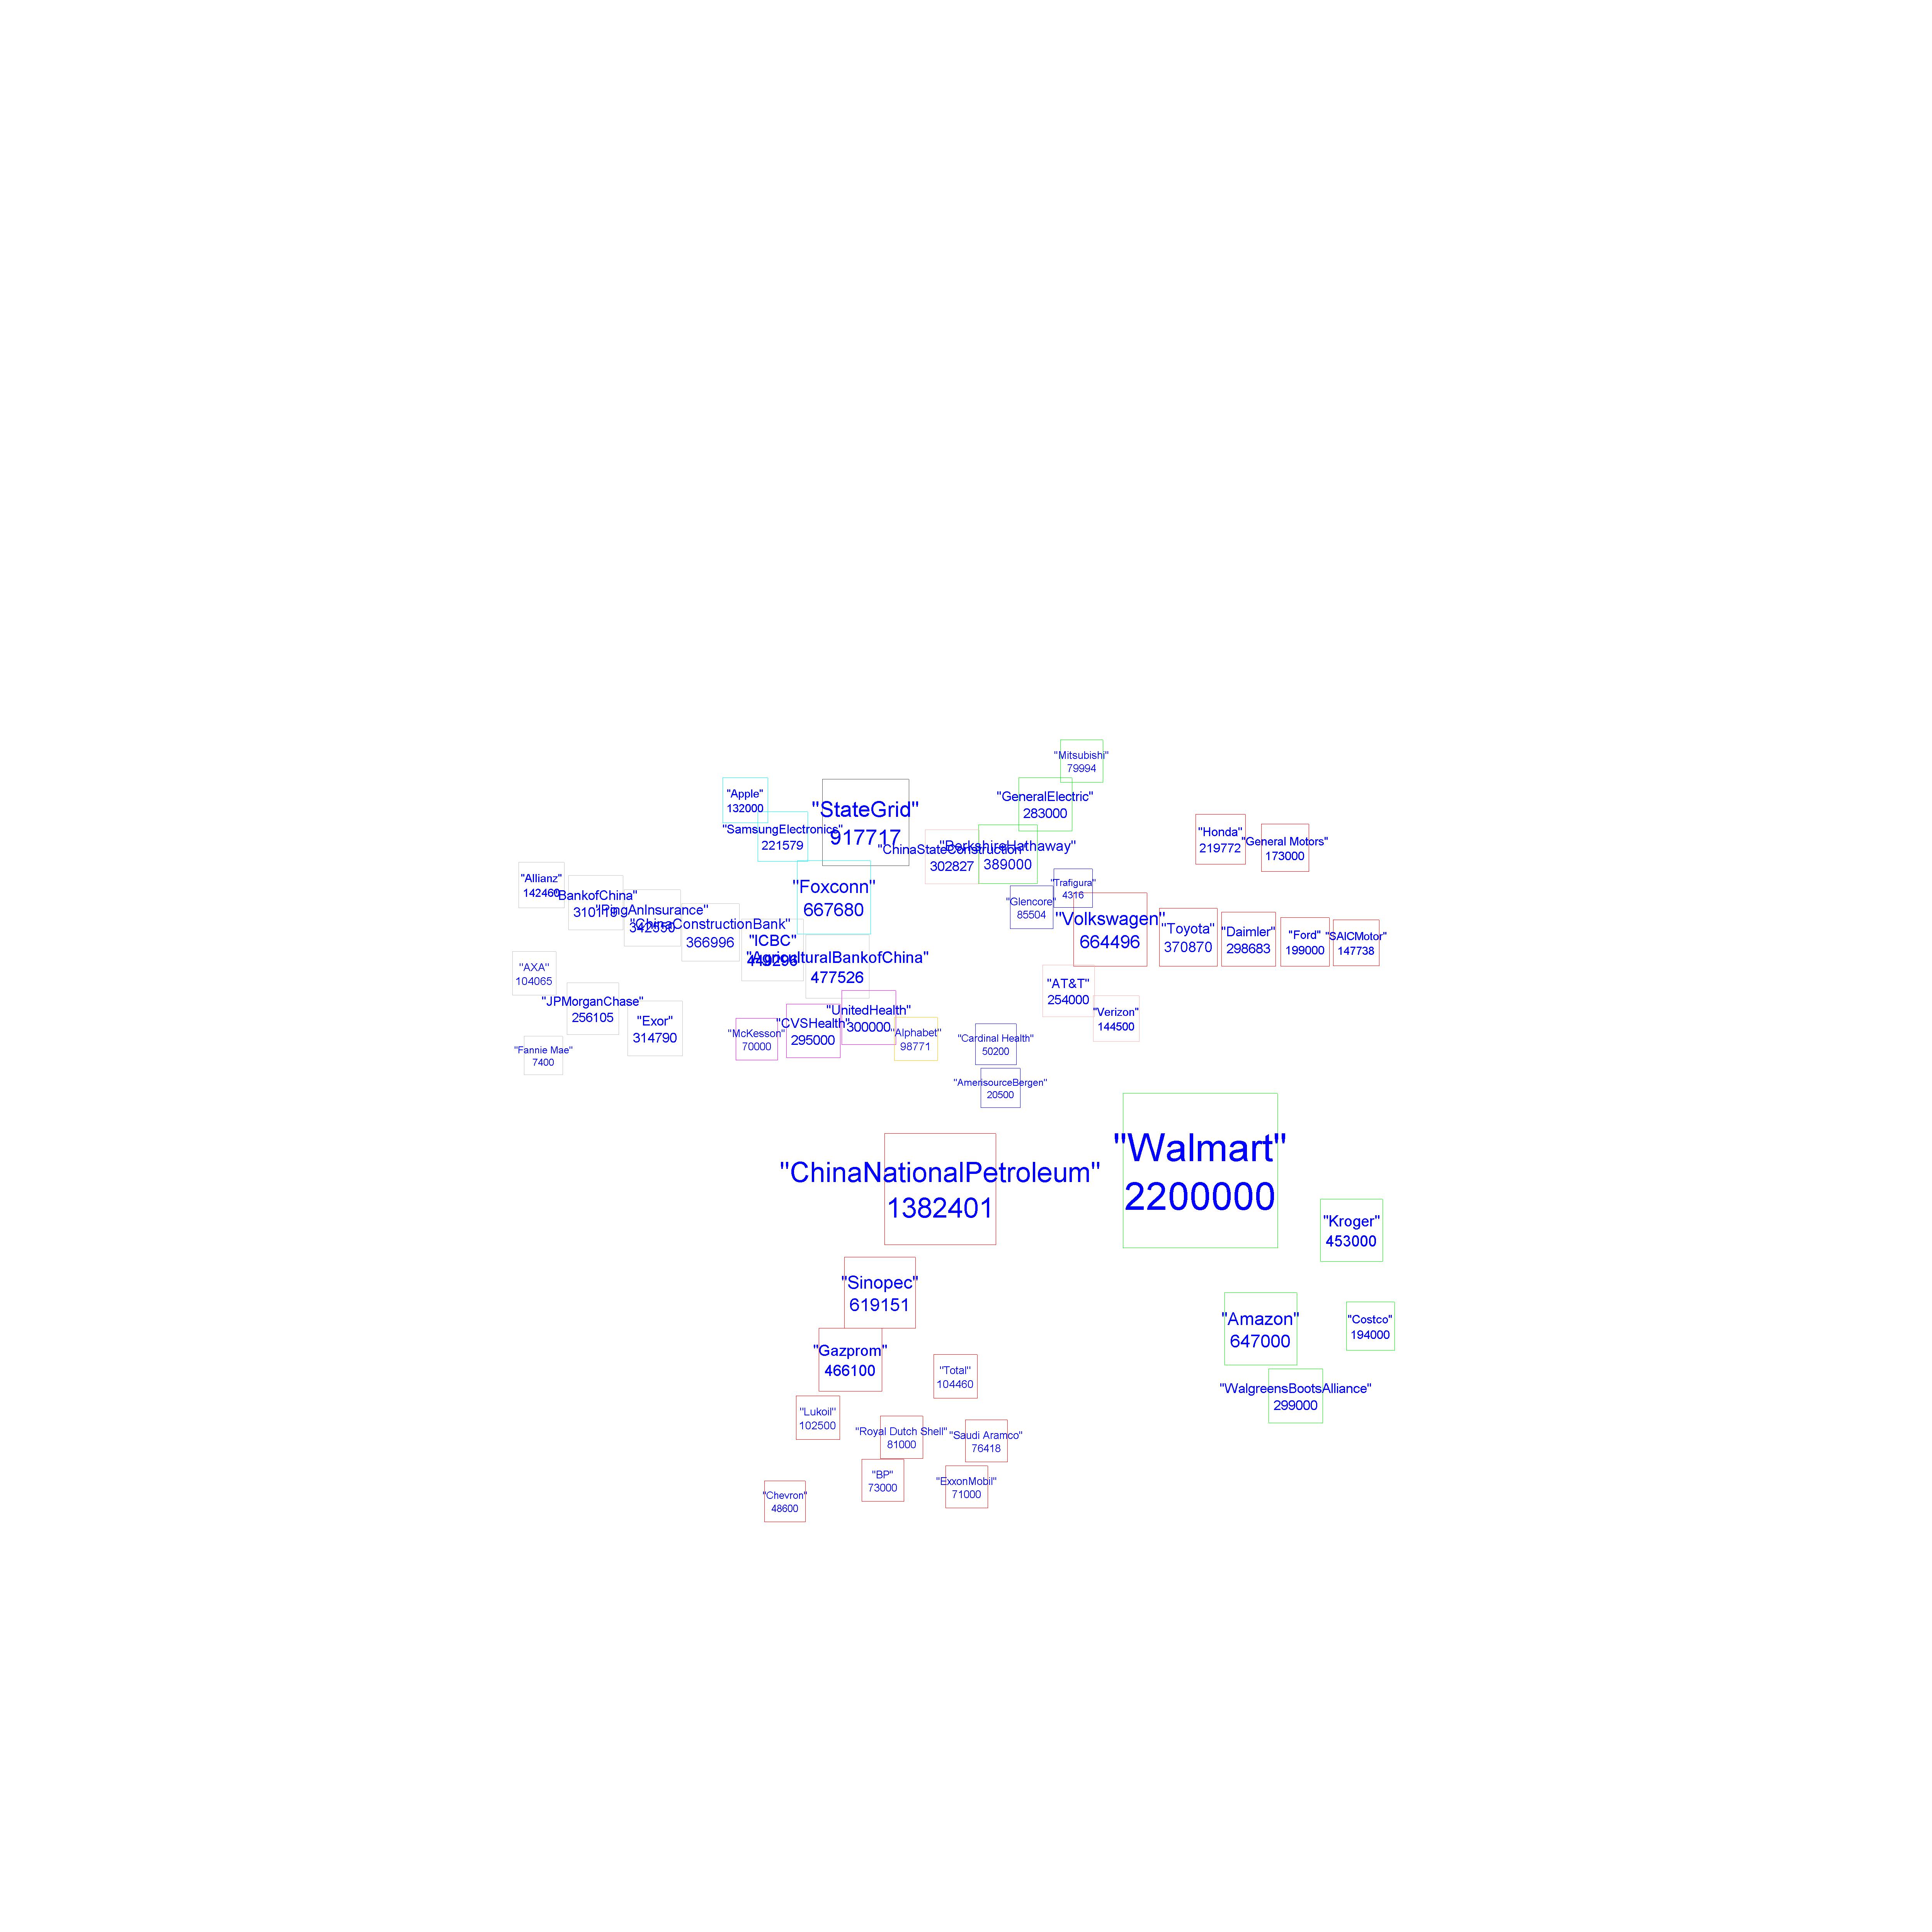 "Mitsubishi"
79994
"Apple"
132000
"StateGrid"
917717
"GeneralElectric"
283000
"SamsungElectronics"
221579
"ChinaStateConstruction"
302827
"BerkshireHathaway"
389000
"Honda"
219772
"General Motors"
173000
"Allianz"
142460
"BankofChina"
310119
"PingAnInsurance"
342550
"ChinaConstructionBank"
366996
"ICBC"
449296
"Foxconn"
667680
"AgriculturalBankofChina"
477526
"Trafigura"
4316
"Glencore"
85504
"Volkswagen"
664496
"Toyota"
370870
"Daimler"
298683
"Ford"
199000
"SAICMotor"
147738
"AXA"
104065
"JPMorganChase"
256105
"Exor"
314790
"Fannie Mae"
7400
"McKesson"
70000
"CVSHealth"
295000
"UnitedHealth"
300000
"Alphabet"
98771
"AT&T"
254000
"Verizon"
144500
"Cardinal Health"
50200
"AmerisourceBergen"
20500
"ChinaNationalPetroleum"
1382401
"Walmart"
2200000
"Kroger"
453000
"Sinopec"
619151
"Amazon"
647000
"Costco"
194000
"Gazprom"
466100
"Total"
104460
"WalgreensBootsAlliance"
299000
"Lukoil"
102500
"Royal Dutch Shell"
81000
"Saudi Aramco"
76418
"BP"
73000
"ExxonMobil"
71000
"Chevron"
48600